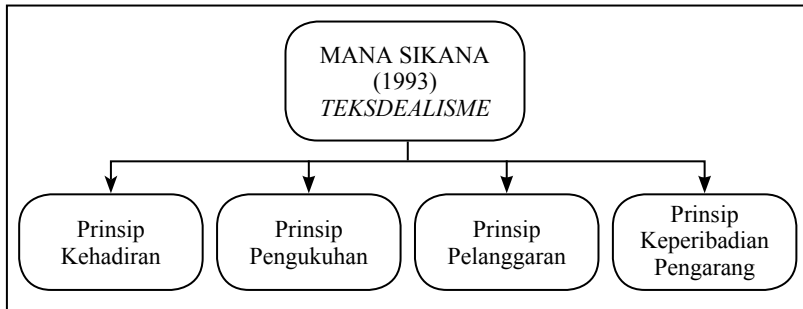 MANA SIKANA
(1993)
TEKSDEALISME
Prinsip
Kehadiran
Prinsip
Pengukuhan
Prinsip
Pelanggaran
Prinsip
Keperibadian
Pengarang